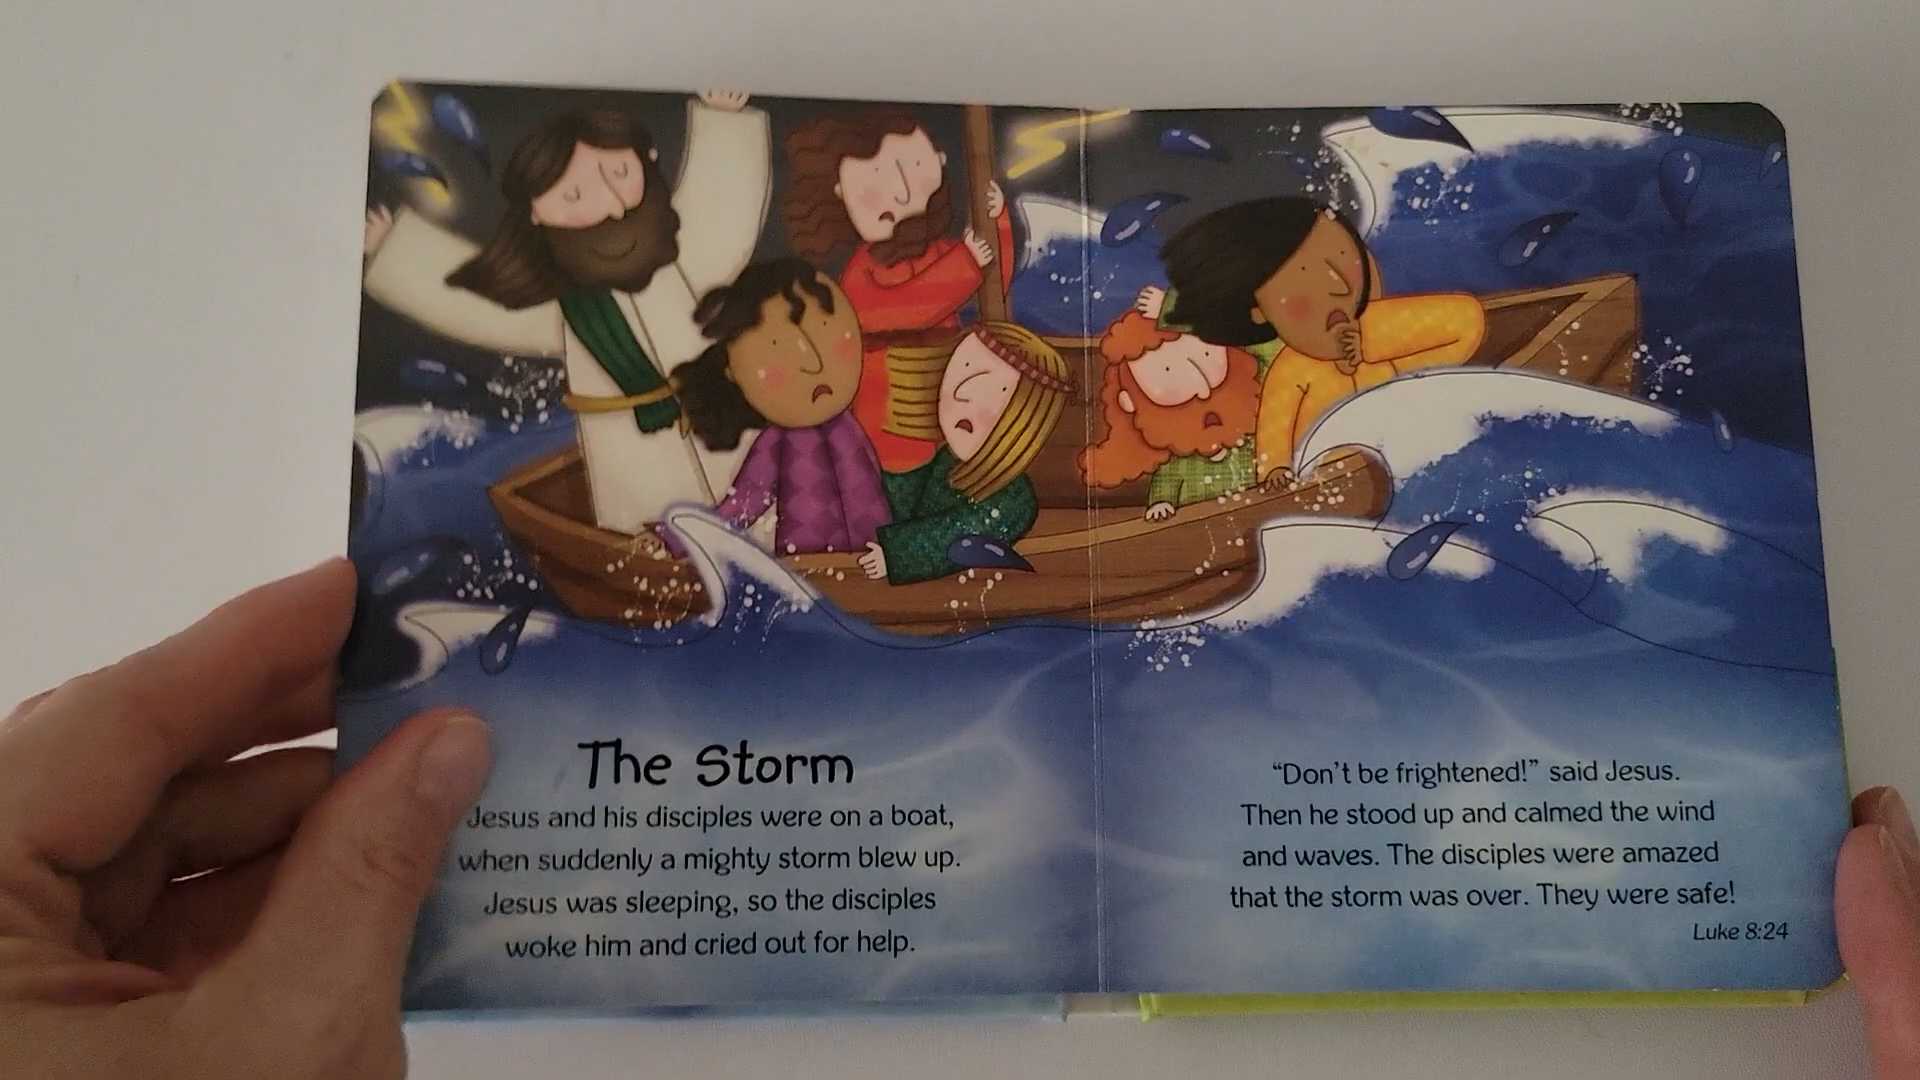 The Storm
Jesus and his disciples were on a boat,
when suddenly a mighty storm blew up.
Jesus was sleeping, so the disciples
woke him and cried out for help.
“Don’t be frightened!” said Jesus.
Then he stood up and calmed the wind
and waves. The disciples were amazed
that the storm was over. They were safe!
Luke 8:24